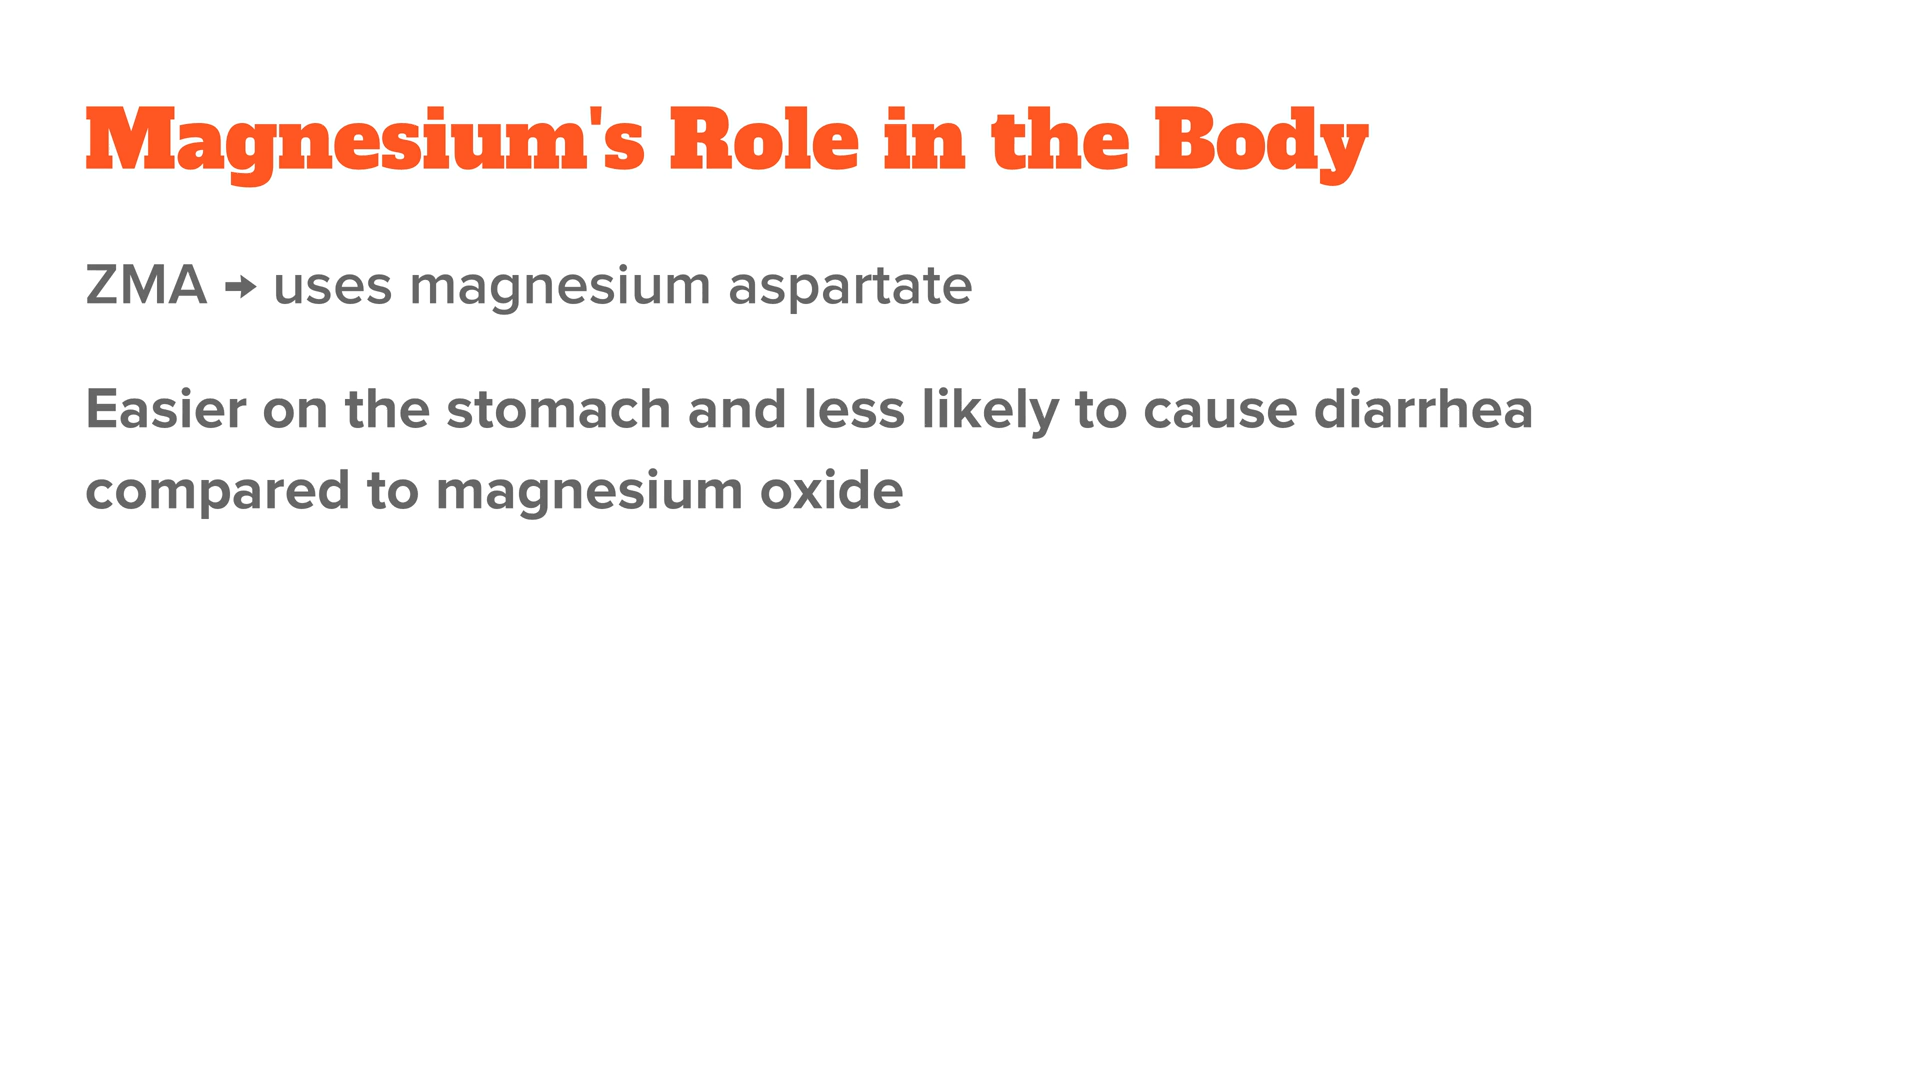 Magnesium's Role in the Body
ZMA → uses magnesium aspartate
Easier on the stomach and less likely to cause diarrhea
compared to magnesium oxide